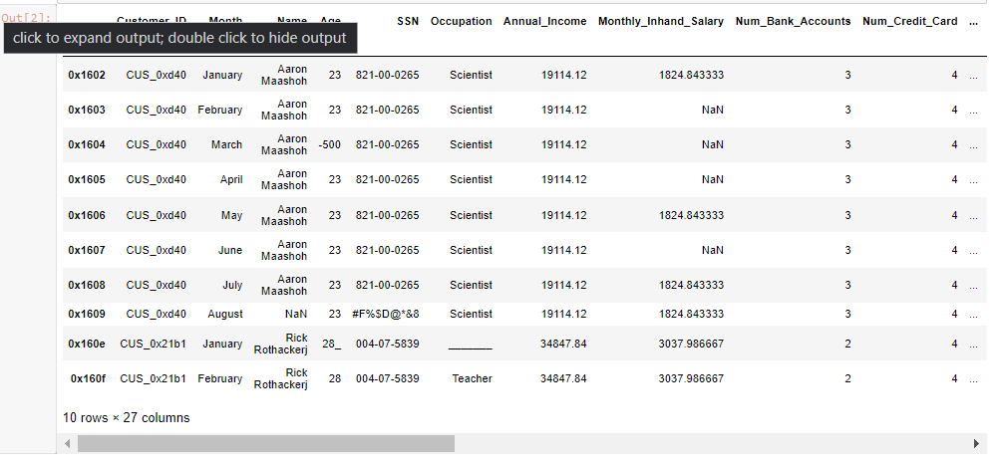 Out[2]:
Customer_ID Month Name Age SSN Occupation Annual_Income Monthly_Inhand_Salary Num_Bank_Accounts Num_Credit_Card ...
click to expand output; double click to hide output
0x1602 CUS_0xd40 January Aaron Maashoh 23 821-00-0265 Scientist 19114.12 1824.843333 3 4 ...
0x1603 CUS_0xd40 February Aaron Maashoh 23 821-00-0265 Scientist 19114.12 NaN 3 4 ...
0x1604 CUS_0xd40 March Aaron Maashoh -500 821-00-0265 Scientist 19114.12 NaN 3 4 ...
0x1605 CUS_0xd40 April Aaron Maashoh 23 821-00-0265 Scientist 19114.12 NaN 3 4 ...
0x1606 CUS_0xd40 May Aaron Maashoh 23 821-00-0265 Scientist 19114.12 1824.843333 3 4 ...
0x1607 CUS_0xd40 June Aaron Maashoh 23 821-00-0265 Scientist 19114.12 NaN 3 4 ...
0x1608 CUS_0xd40 July Aaron Maashoh 23 821-00-0265 Scientist 19114.12 1824.843333 3 4 ...
0x1609 CUS_0xd40 August NaN 23 #F%$D@*&8 Scientist 19114.12 1824.843333 3 4 ...
0x160e CUS_0x21b1 January Rick Rothackerj 28_ 004-07-5839 _______ 34847.84 3037.986667 2 4 ...
0x160f CUS_0x21b1 February Rick Rothackerj 28 004-07-5839 Teacher 34847.84 3037.986667 2 4 ...
10 rows × 27 columns